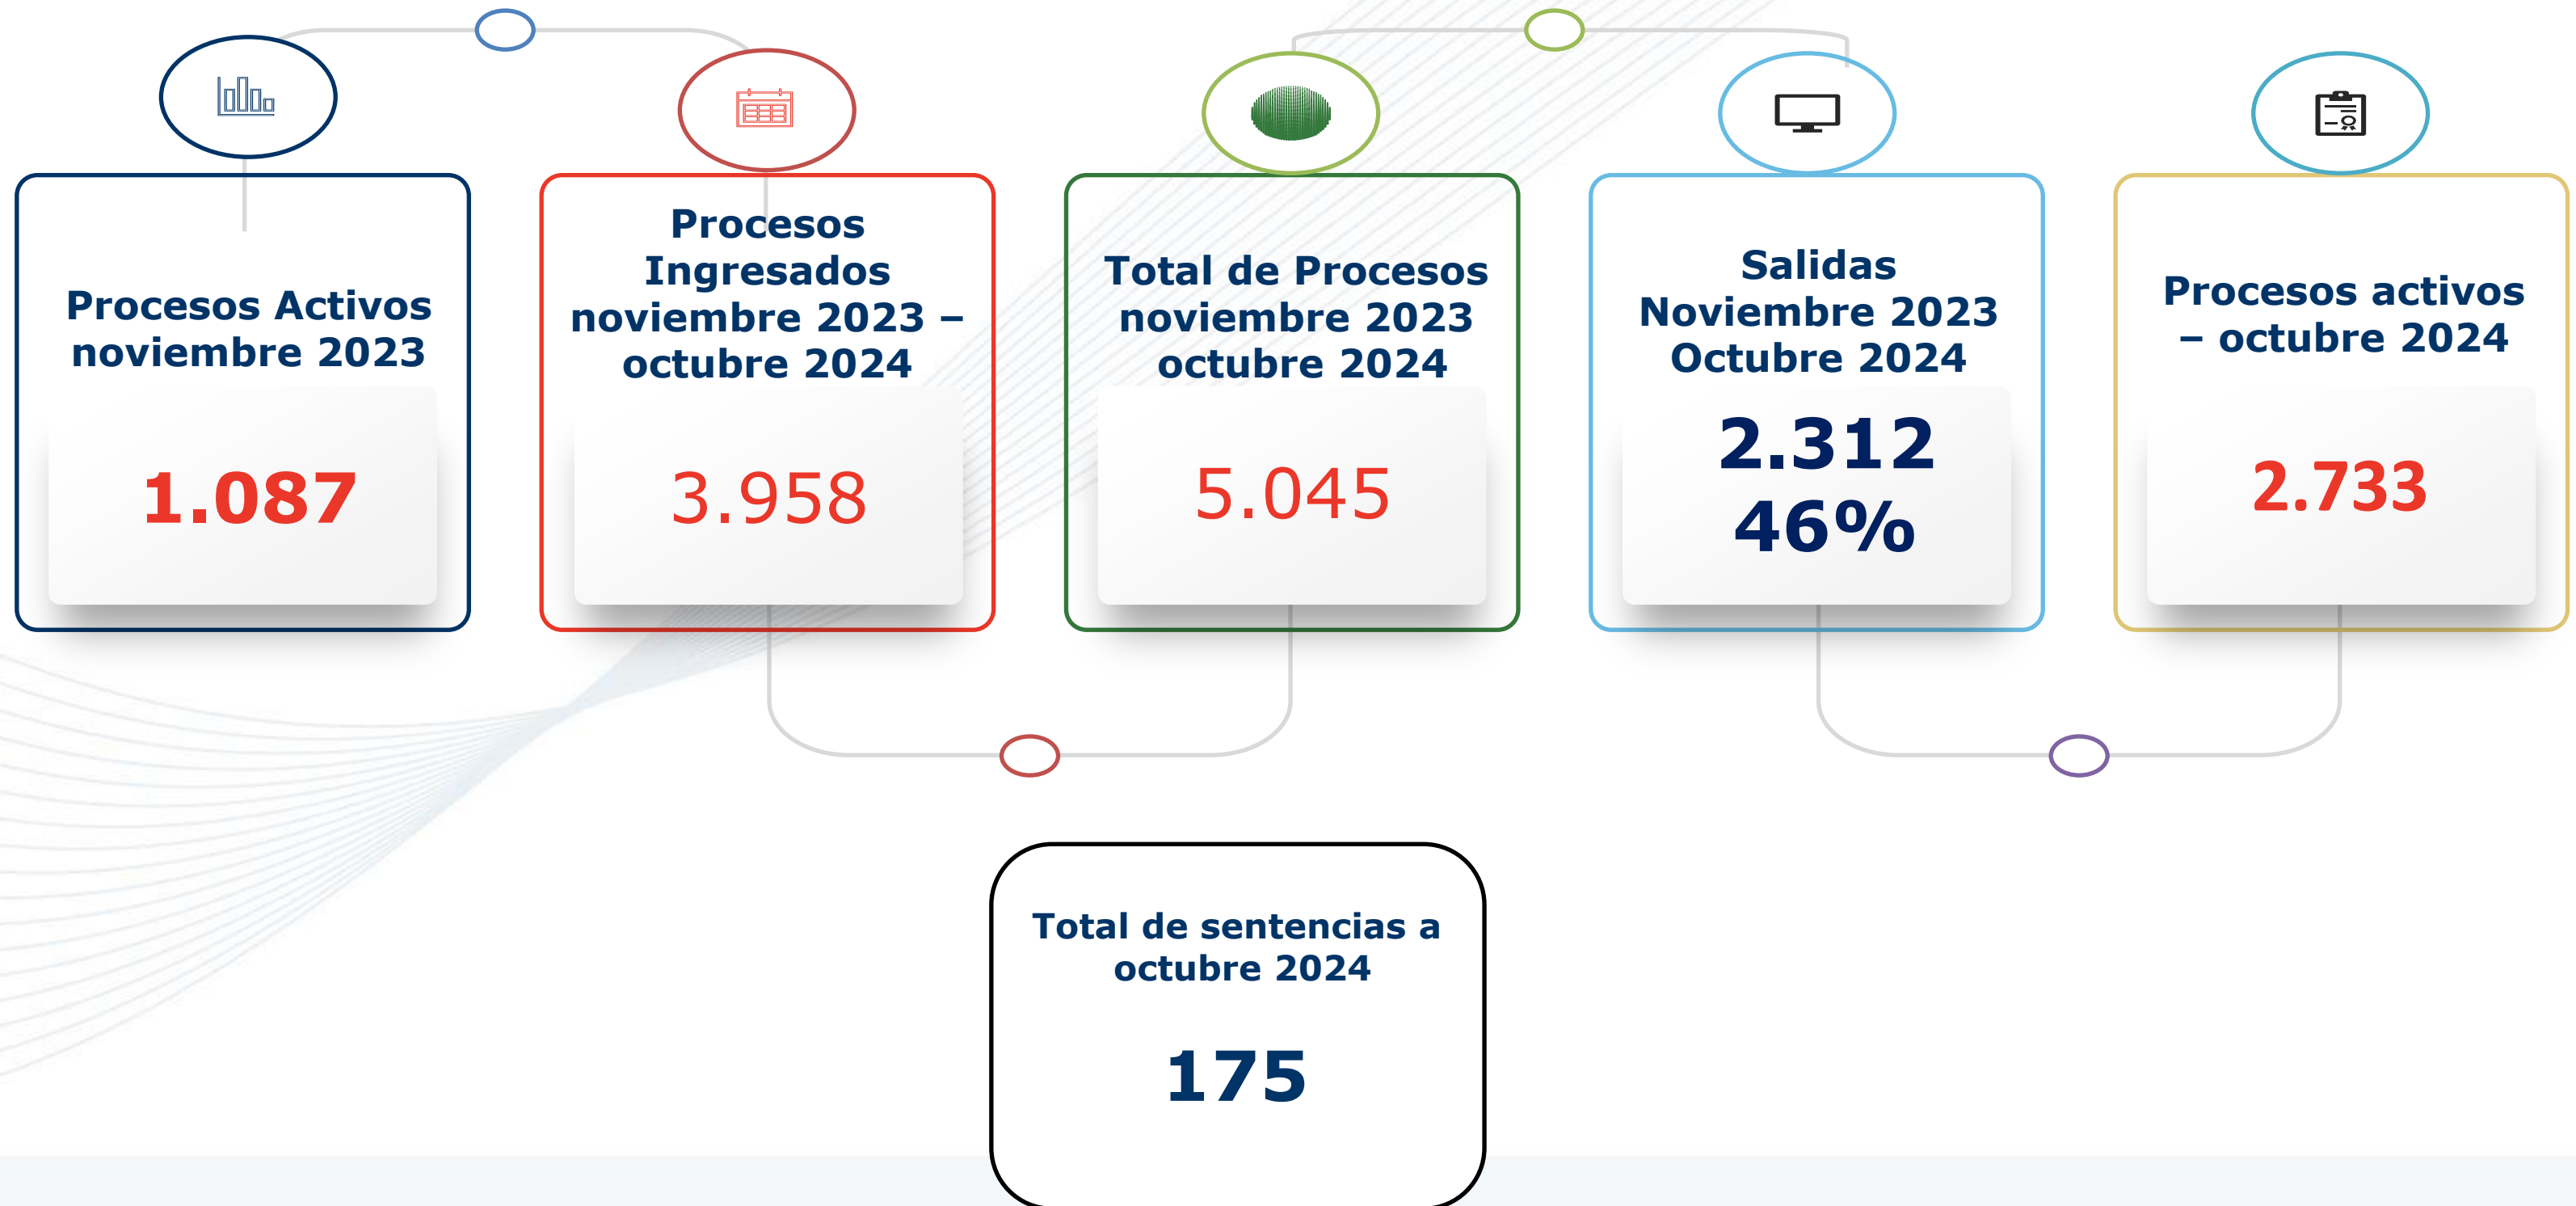 Procesos Activos
noviembre 2023
1.087
Procesos
Ingresados
noviembre 2023 –
octubre 2024
3.958
Total de Procesos
noviembre 2023
octubre 2024
5.045
Salidas
Noviembre 2023
Octubre 2024
2.312
46%
Procesos activos
– octubre 2024
2.733
Total de sentencias a
octubre 2024
175